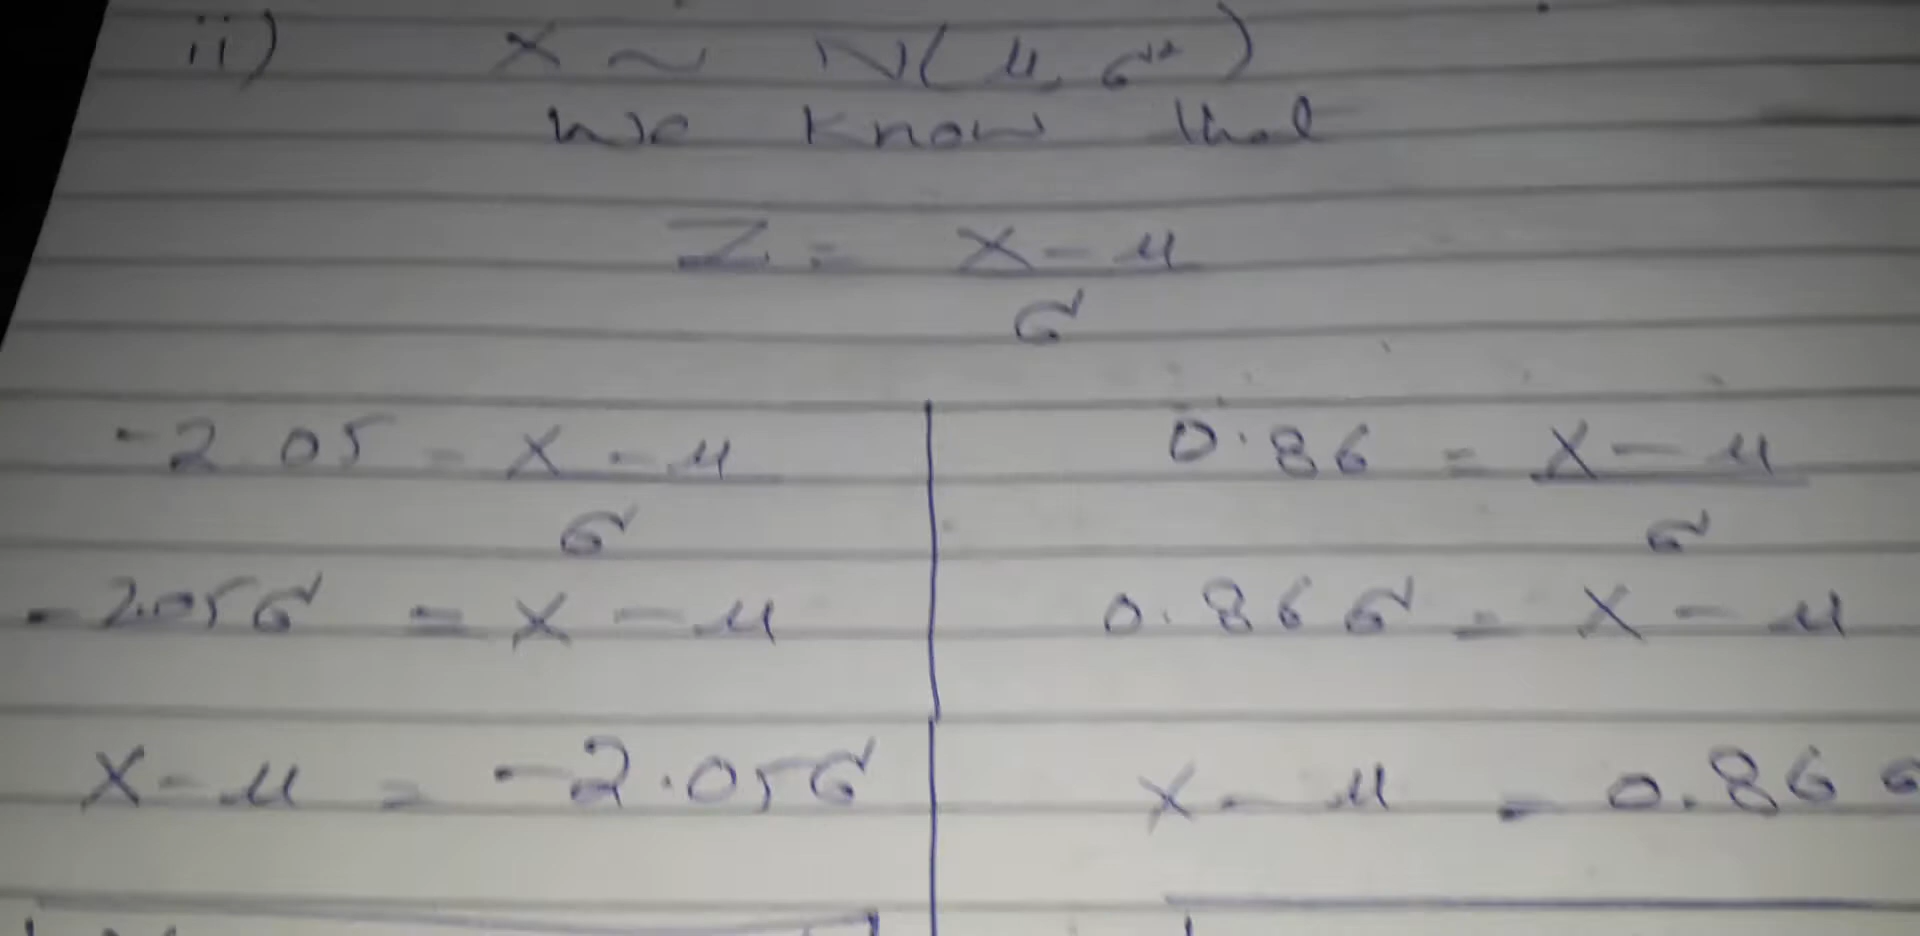 ii) X ~ N(μ, σ²)
We know that
Z = X - μ
σ
-2.05 = X - μ
σ
-2.05σ = X - μ
X - μ = -2.05σ
0.86 = X - μ
σ
0.86σ = X - μ
X - μ = 0.86σ